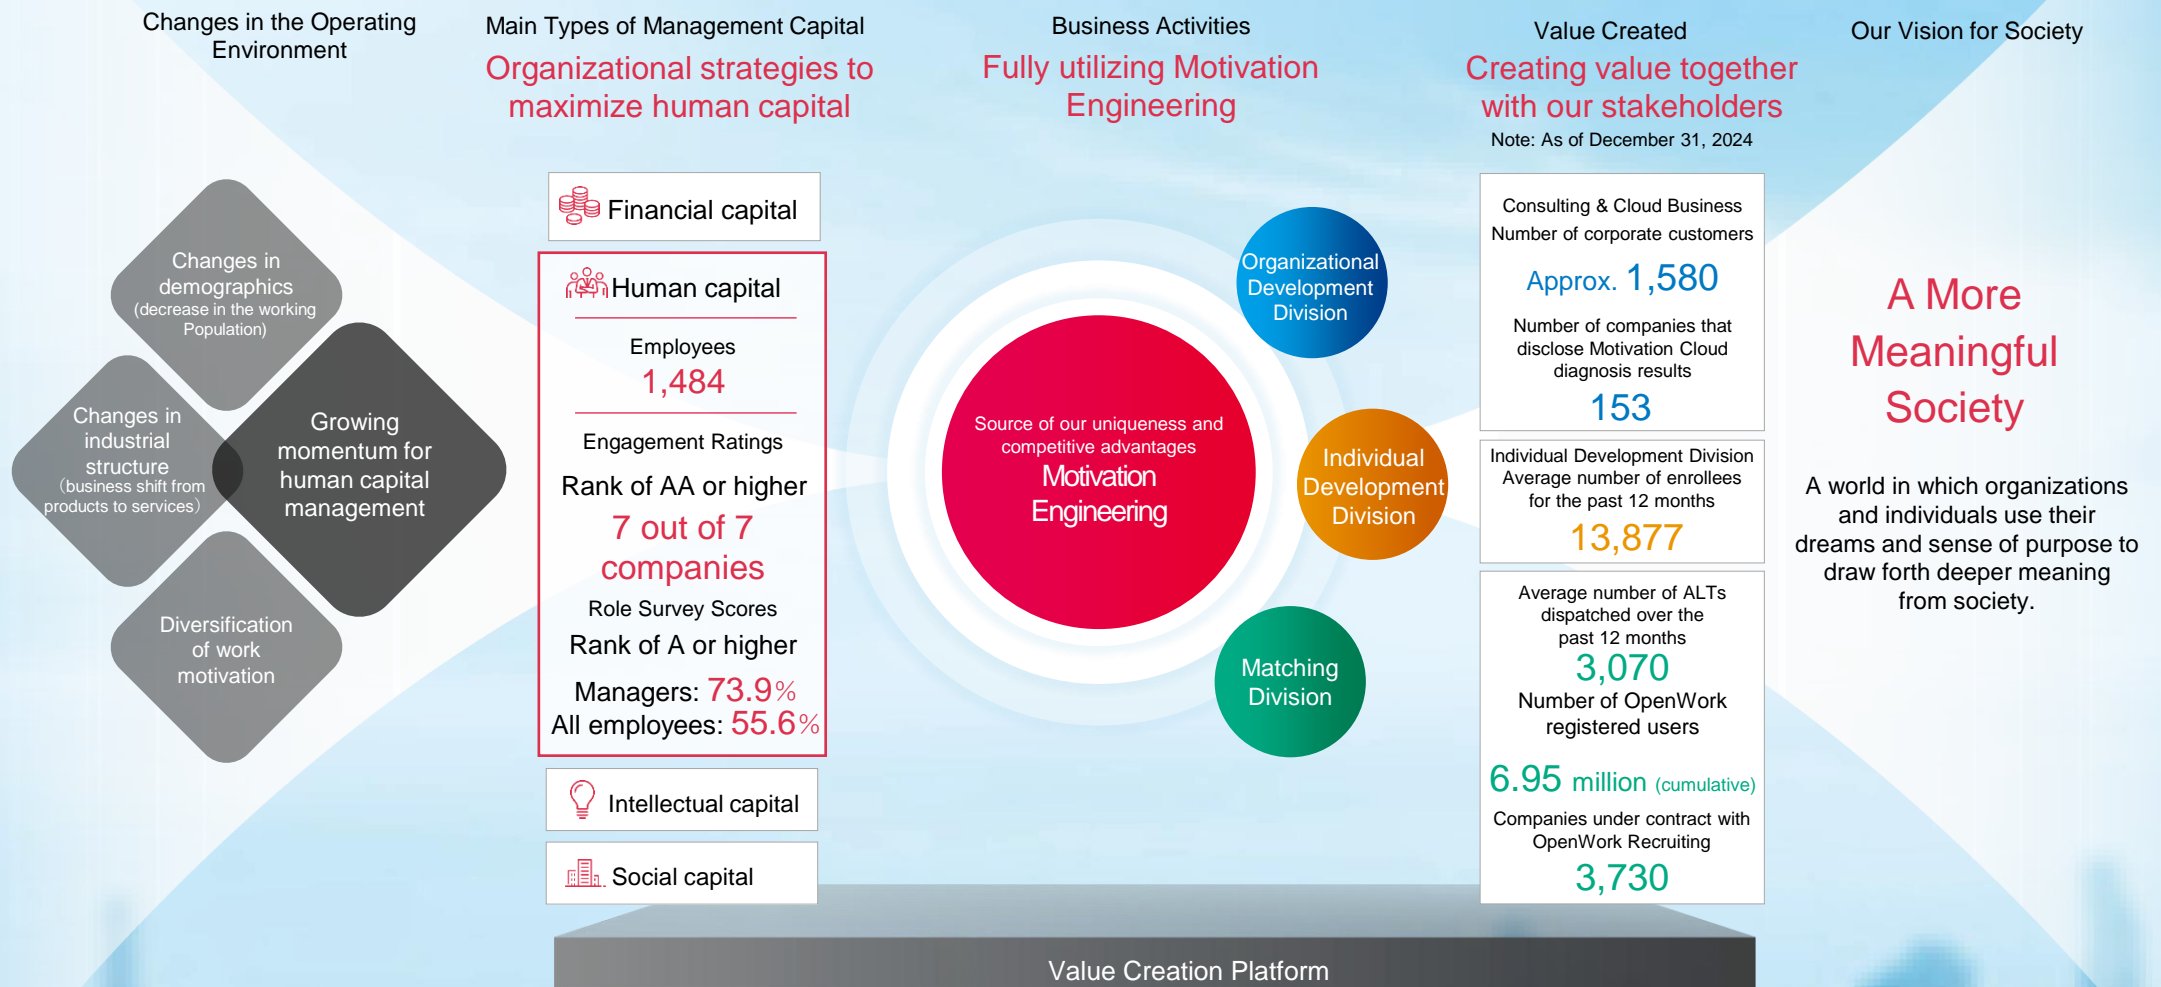 Changes in the Operating
Environment
Main Types of Management Capital
Organizational strategies to
maximize human capital
Business Activities
Fully utilizing Motivation
Engineering
Value Created
Creating value together
with our stakeholders
Note: As of December 31, 2024
Our Vision for Society
Changes in
demographics
(decrease in the working
Population)
Changes in
industrial
structure
（business shift from
products to services）
Diversification
of work
motivation
Growing
momentum for
human capital
management
Financial capital
Human capital
Employees
1,484
Engagement Ratings
Rank of AA or higher
7 out of 7
companies
Role Survey Scores
Rank of A or higher
Managers: 73.9%
All employees: 55.6%
Intellectual capital
Social capital
Source of our uniqueness and
competitive advantages
Motivation
Engineering
Organizational
Development
Division
Individual
Development
Division
Matching
Division
Consulting & Cloud Business
Number of corporate customers
Approx. 1,580
Number of companies that
disclose Motivation Cloud
diagnosis results
153
Individual Development Division
Average number of enrollees
for the past 12 months
13,877
Average number of ALTs
dispatched over the
past 12 months
3,070
Number of OpenWork
registered users
6.95 million (cumulative)
Companies under contract with
OpenWork Recruiting
3,730
A More
Meaningful
Society
A world in which organizations
and individuals use their
dreams and sense of purpose to
draw forth deeper meaning
from society.
Value Creation Platform